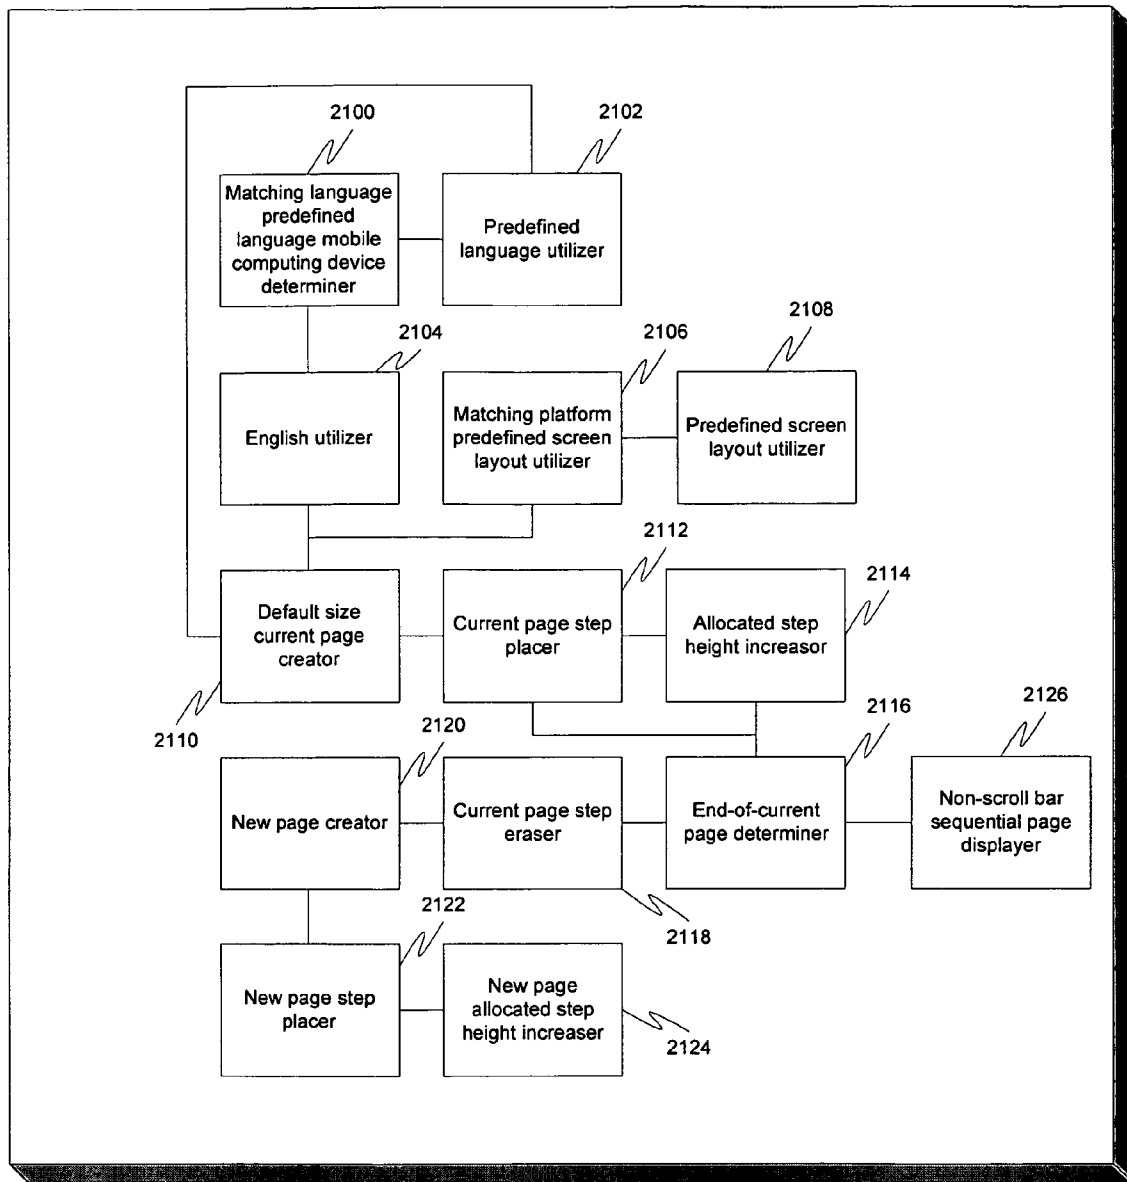 2100
2102
Matching language
predefined
language mobile
computing device
determiner
Predefined
language utilizer
2104
2106
2108
English utilizer
Matching platform
predefined screen
layout utilizer
Predefined screen
layout utilizer
2112
2114
Default size
current page
creator
Current page step
placer
Allocated step
height increasor
2110
2120
2116
2126
New page creator
Current page step
eraser
End-of-current
page determiner
Non-scroll bar
sequential page
displayer
2122
2118
New page step
placer
New page
allocated step
height increaser
2124